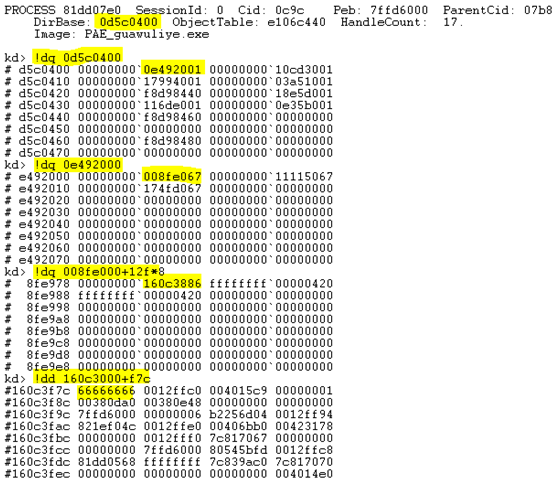 PROCESS 81dd07e0  SessionId: 0  Cid: 0c9c    Peb: 7ffd6000  ParentCid: 07b8
    DirBase: 0d5c0400  ObjectTable: e106c440  HandleCount:  17.
    Image: PAE_guawuliye.exe
kd> !dq 0d5c0400
# d5c0400 00000000`0e492001 00000000`10cd3001
# d5c0410 00000000`17994001 00000000`03a51001
# d5c0420 00000000`f8d98440 00000000`18e5d001
# d5c0430 00000000`116de001 00000000`0e35b001
# d5c0440 00000000`f8d98460 00000000`00000000
# d5c0450 00000000`00000000 00000000`00000000
# d5c0460 00000000`f8d98480 00000000`00000000
# d5c0470 00000000`00000000 00000000`00000000
kd> !dq 0e492000
# e492000 00000000`008fe067 00000000`11115067
# e492010 00000000`174fd067 00000000`00000000
# e492020 00000000`00000000 00000000`00000000
# e492030 00000000`00000000 00000000`00000000
# e492040 00000000`00000000 00000000`00000000
# e492050 00000000`00000000 00000000`00000000
# e492060 00000000`00000000 00000000`00000000
# e492070 00000000`00000000 00000000`00000000
kd> !dq 008fe000+12f*8
#  8fe978 00000000`160c3886 ffffffff`00000420
#  8fe988 ffffffff`00000420 00000000`00000000
#  8fe998 00000000`00000000 00000000`00000000
#  8fe9a8 00000000`00000000 00000000`00000000
#  8fe9b8 00000000`00000000 00000000`00000000
#  8fe9c8 00000000`00000000 00000000`00000000
#  8fe9d8 00000000`00000000 00000000`00000000
#  8fe9e8 00000000`00000000 00000000`00000000
kd> !dd 160c3000+f7c
#160c3f7c 66666666 0012ffc0 004015c9 00000001
#160c3f8c 00380da0 00380e48 00000000 00000000
#160c3f9c 7ffd6000 00000006 b2256d04 0012ff94
#160c3fac 821ef04c 0012ffe0 00406bb0 00423178
#160c3fbc 00000000 0012fff0 7c817067 00000000
#160c3fcc 00000000 7ffd6000 80545bfd 0012ffc8
#160c3fdc 81dd0568 ffffffff 7c839ac0 7c817070
#160c3fec 00000000 00000000 00000000 004014e0